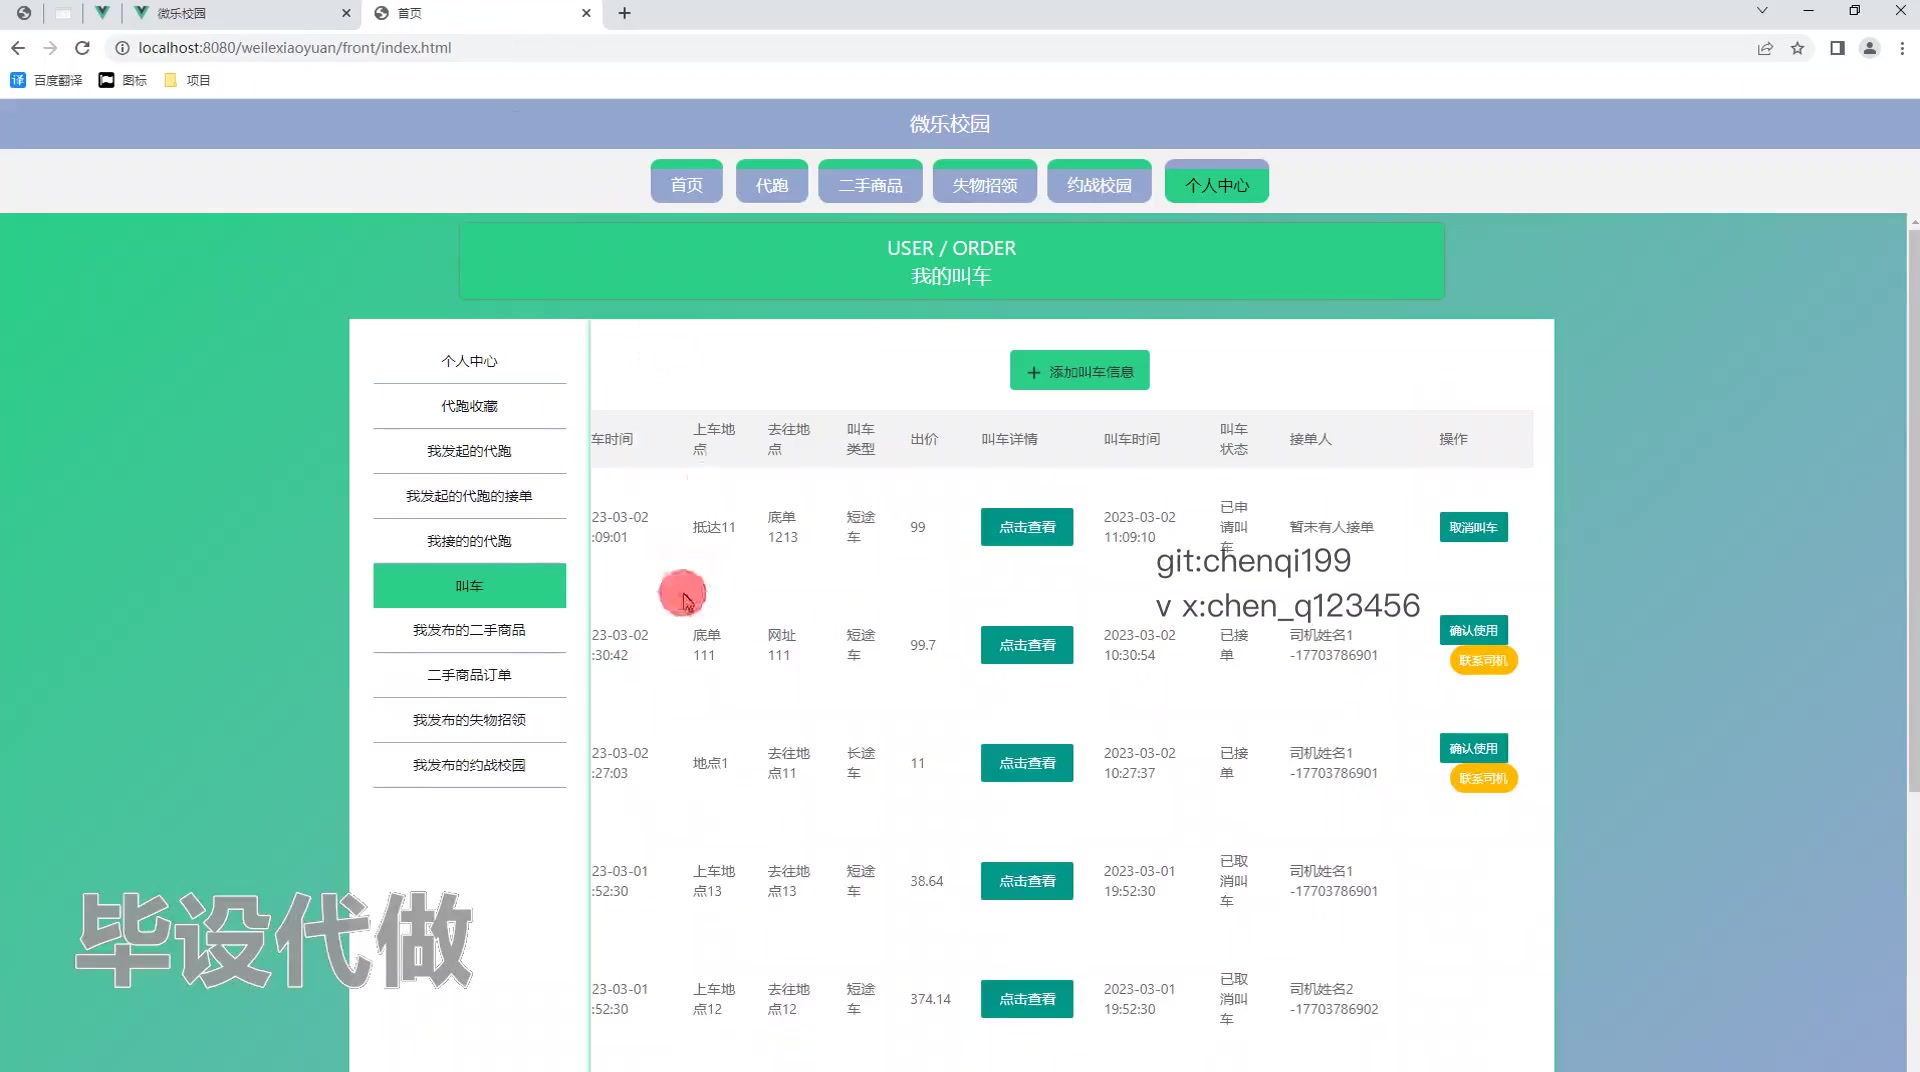 微乐校园
首页
localhost:8080/weilexiaoyuan/front/index.html
译 百度翻译 图标 项目
微乐校园
首页 代跑 二手商品 失物招领 约战校园 个人中心
USER / ORDER
我的叫车
个人中心
代跑收藏
我发起的代跑
我发起的代跑的接单
我接的的代跑
叫车
我发布的二手商品
二手商品订单
我发布的失物招领
我发布的约战校园
添加叫车信息
车时间 上车地点 去往地点 叫车类型 出价 叫车详情 叫车时间 叫车状态 接单人 操作
23-03-02 :09:01 抵达11 底单1213 短途车 99 点击查看 2023-03-02 11:09:10 已申请叫车 暂未有人接单 取消叫车
git:chenqi199
v x:chen_q123456
23-03-02 :30:42 底单111 网址111 短途车 99.7 点击查看 2023-03-02 10:30:54 已接单 司机姓名1 -17703786901 确认使用 联系司机
23-03-02 :27:03 地点1 去往地点11 长途车 11 点击查看 2023-03-02 10:27:37 已接单 司机姓名1 -17703786901 确认使用 联系司机
23-03-01 :52:30 上车地点13 去往地点13 短途车 38.64 点击查看 2023-03-01 19:52:30 已取消叫车 司机姓名1 -17703786901
23-03-01 :52:30 上车地点12 去往地点12 短途车 374.14 点击查看 2023-03-01 19:52:30 已取消叫车 司机姓名2 -17703786902
毕设代做